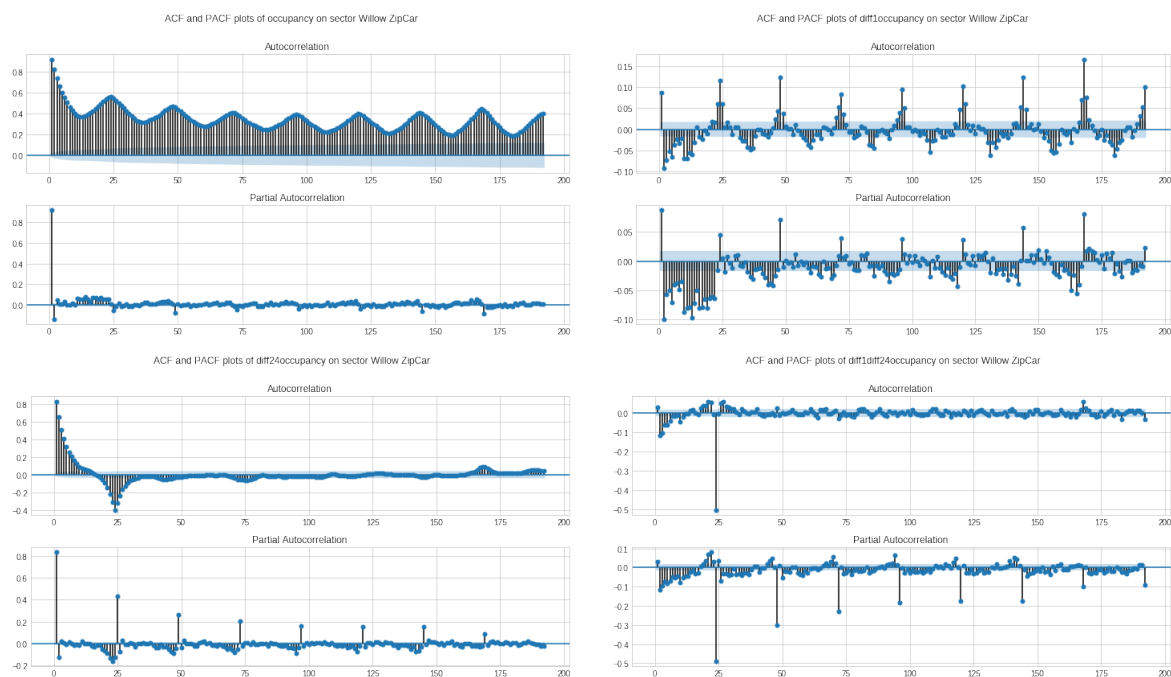 ACF and PACF plots of occupancy on sector Willow ZipCar
Autocorrelation
0.8
0.6
0.4
0.2
0.0
0 25 50 75 100 125 150 175 200
Partial Autocorrelation
0.8
0.6
0.4
0.2
0.0
0 25 50 75 100 125 150 175 200
ACF and PACF plots of diff1occupancy on sector Willow ZipCar
Autocorrelation
0.15
0.10
0.05
0.00
−0.05
−0.10
0 25 50 75 100 125 150 175 200
Partial Autocorrelation
0.05
0.00
−0.05
−0.10
0 25 50 75 100 125 150 175 200
ACF and PACF plots of diff24occupancy on sector Willow ZipCar
Autocorrelation
0.8
0.6
0.4
0.2
0.0
−0.2
−0.4
0 25 50 75 100 125 150 175 200
Partial Autocorrelation
0.8
0.6
0.4
0.2
0.0
−0.2
0 25 50 75 100 125 150 175 200
ACF and PACF plots of diff1diff24occupancy on sector Willow ZipCar
Autocorrelation
0.0
−0.1
−0.2
−0.3
−0.4
−0.5
0 25 50 75 100 125 150 175 200
Partial Autocorrelation
0.1
0.0
−0.1
−0.2
−0.3
−0.4
−0.5
0 25 50 75 100 125 150 175 200